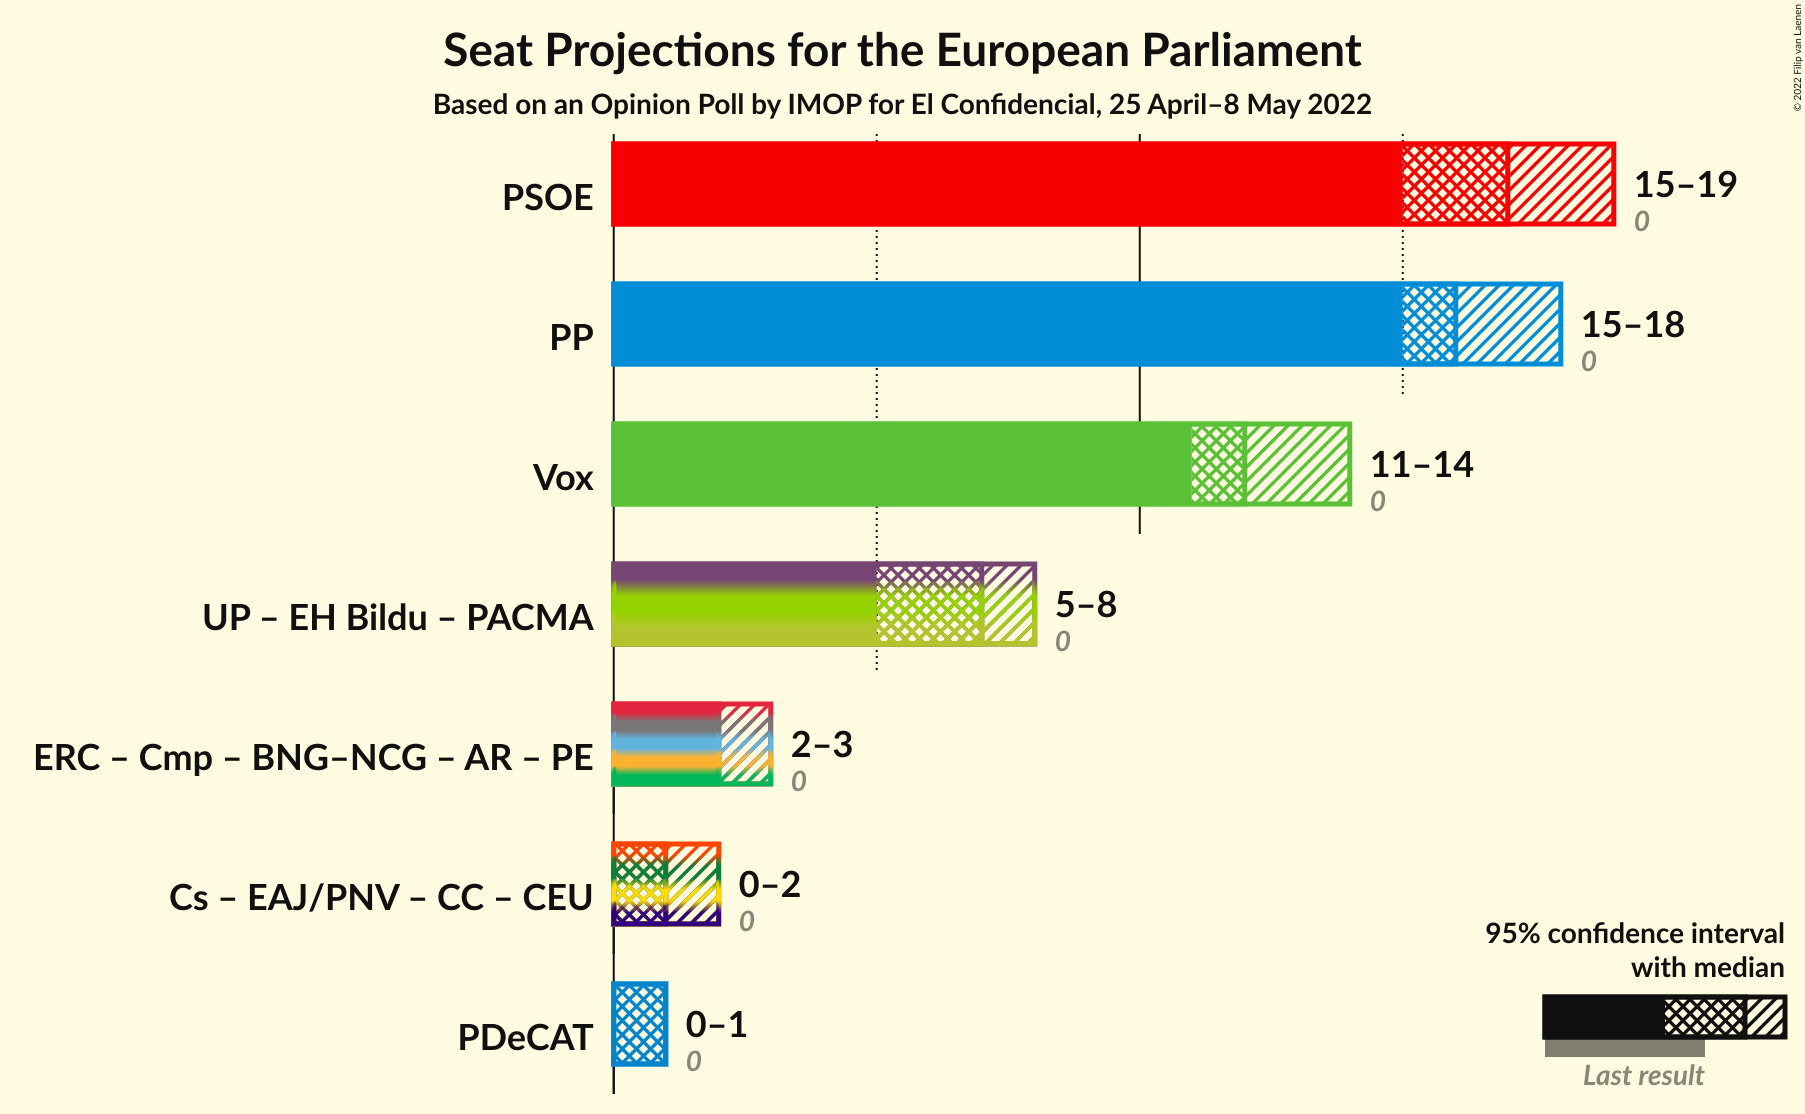 Seat Projections for the European Parliament
Based on an Opinion Poll by IMOP for El Confidencial, 25 April–8 May 2022
© 2022 Filip van Laenen
PSOE
15–19
0
PP
15–18
0
Vox
11–14
0
UP – EH Bildu – PACMA
5–8
0
ERC – Cmp – BNG–NCG – AR – PE
2–3
0
Cs – EAJ/PNV – CC – CEU
0–2
0
PDeCAT
0–1
0
95% confidence interval
with median
Last result